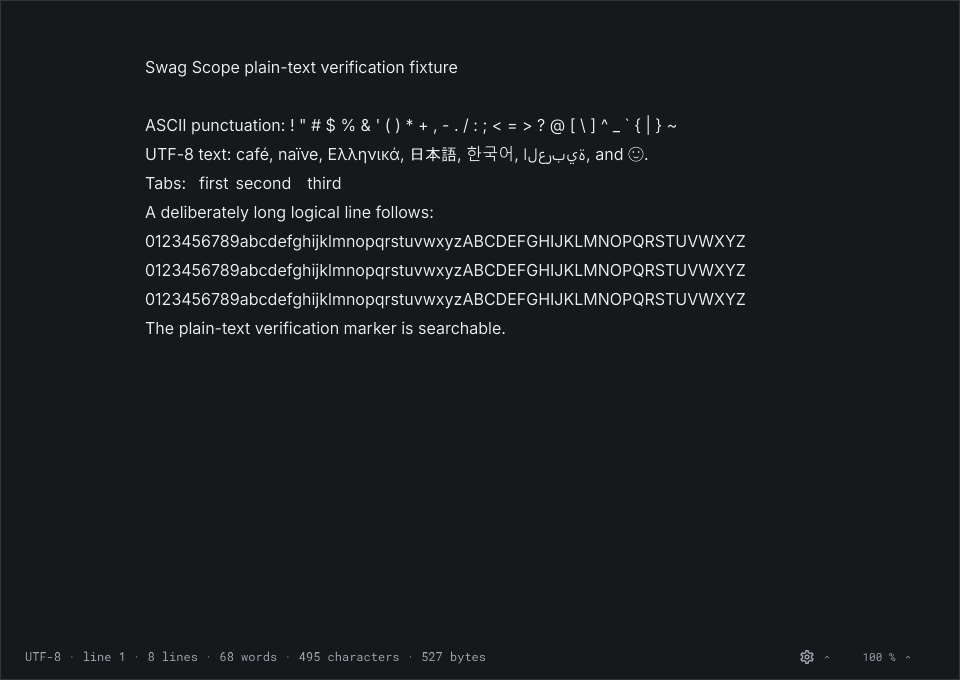 Swag Scope plain-text verification fixture
ASCII punctuation: ! " # $ % & ' ( ) * + , - . / : ; < = > ? @ [ \ ] ^ _ ` { | } ~
UTF-8 text: café, naïve, Ελληνικά, 日本語, 한국어, العربية, and ☺.
Tabs: first second third
A deliberately long logical line follows:
0123456789abcdefghijklmnopqrstuvwxyzABCDEFGHIJKLMNOPQRSTUVWXYZ
0123456789abcdefghijklmnopqrstuvwxyzABCDEFGHIJKLMNOPQRSTUVWXYZ
0123456789abcdefghijklmnopqrstuvwxyzABCDEFGHIJKLMNOPQRSTUVWXYZ
The plain-text verification marker is searchable.
UTF-8 · line 1 · 8 lines · 68 words · 495 characters · 527 bytes
100 %